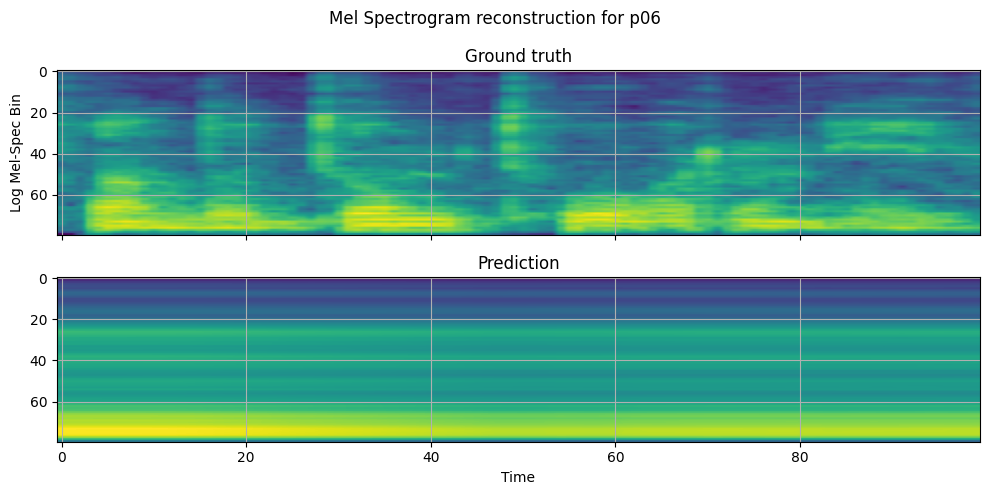 Mel Spectrogram reconstruction for p06
Ground truth
Log Mel-Spec Bin
0
20
40
60
Prediction
0
20
40
60
0 20 40 60 80
Time